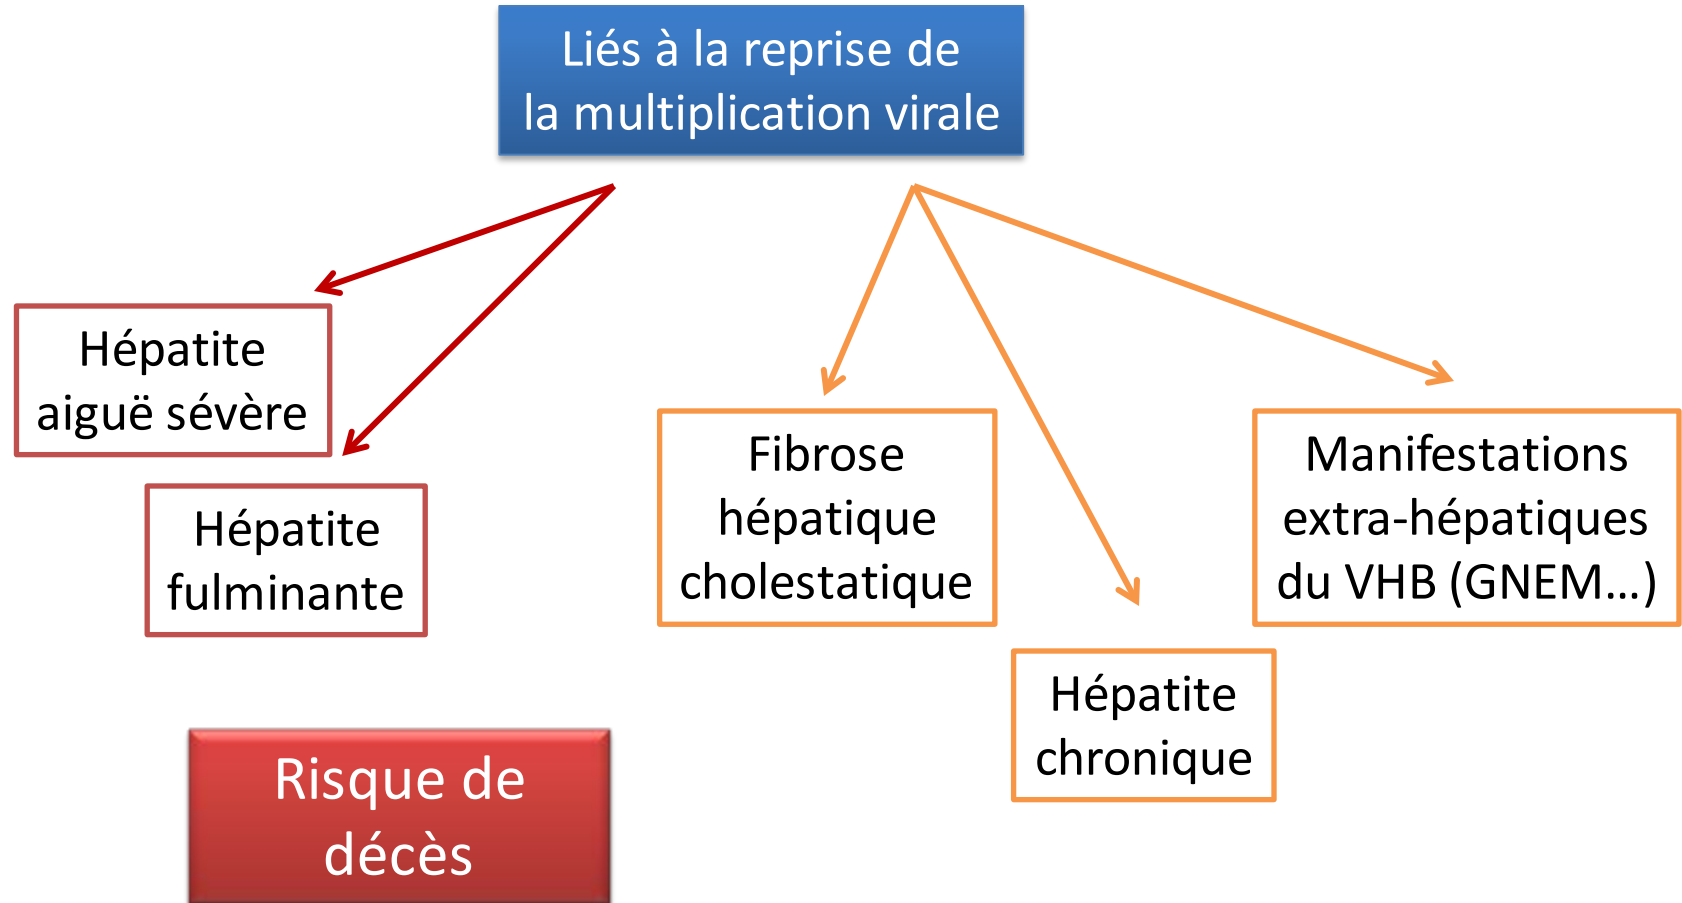 Liés à la reprise de
la multiplication virale
Hépatite
aiguë sévère
Hépatite
fulminante
Fibrose
hépatique
cholestatique
Manifestations
extra-hépatiques
du VHB (GNEM…)
Hépatite
chronique
Risque de
décès